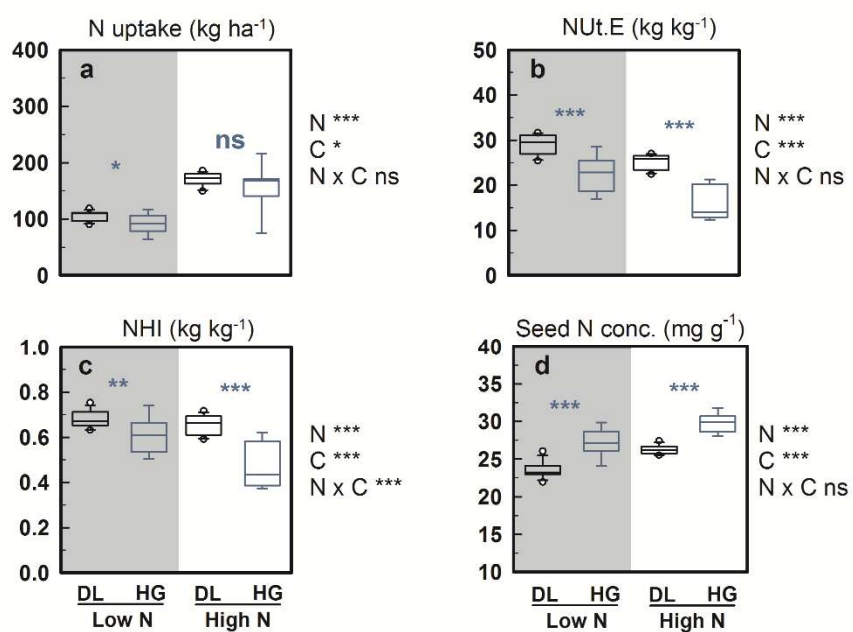 N uptake (kg ha⁻¹)
400
300
200
100
0
a
*
ns
N ***
C *
N x C ns
NUt.E (kg kg⁻¹)
50
40
30
20
10
0
b
***
***
N ***
C ***
N x C ns
NHI (kg kg⁻¹)
1.0
0.8
0.6
0.4
0.2
0.0
c
**
***
N ***
C ***
N x C ***
DL HG DL HG
Low N High N
Seed N conc. (mg g⁻¹)
40
35
30
25
20
15
10
d
***
***
N ***
C ***
N x C ns
DL HG DL HG
Low N High N